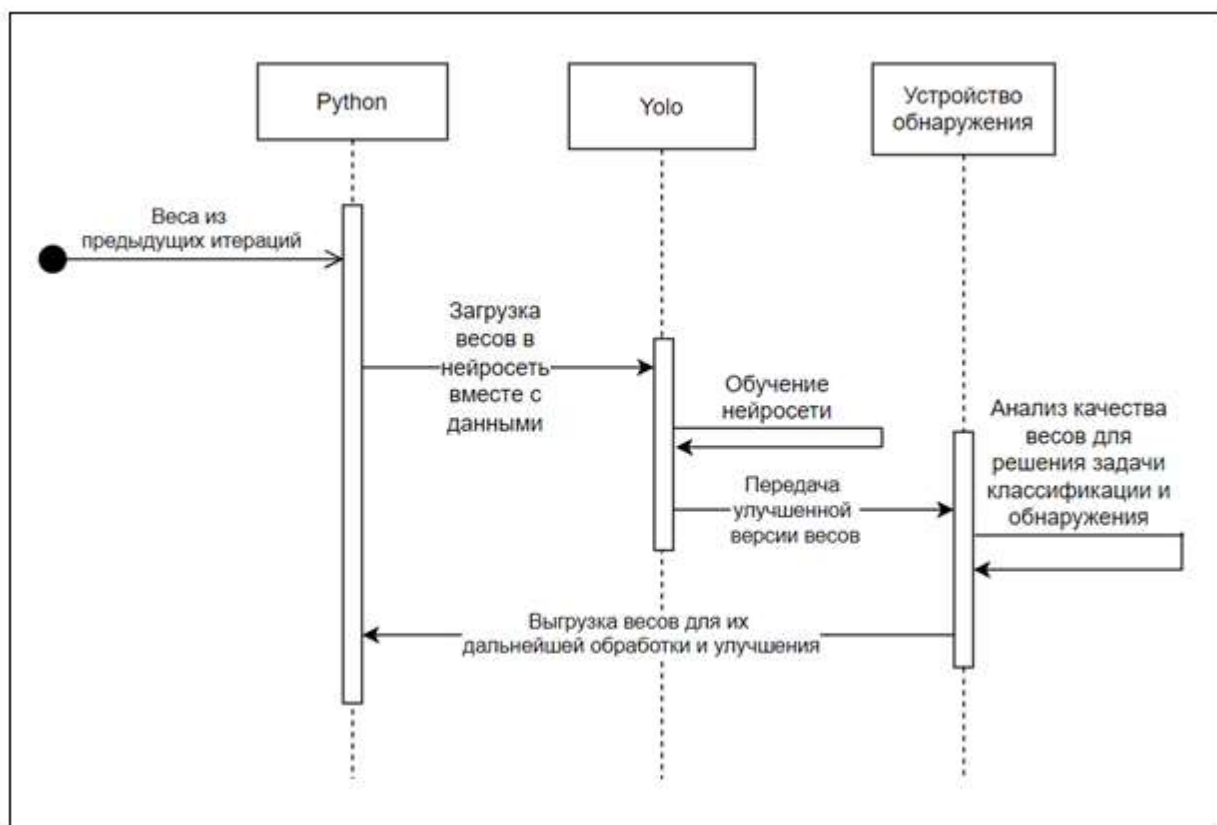 Python
Yolo
Устройство
обнаружения
Веса из
предыдущих итераций
Загрузка
весов в
нейросеть
вместе с
данными
Обучение
нейросети
Анализ качества
весов для
решения задачи
классификации и
обнаружения
Передача
улучшенной
версии весов
Выгрузка весов для их
дальнейшей обработки и улучшения